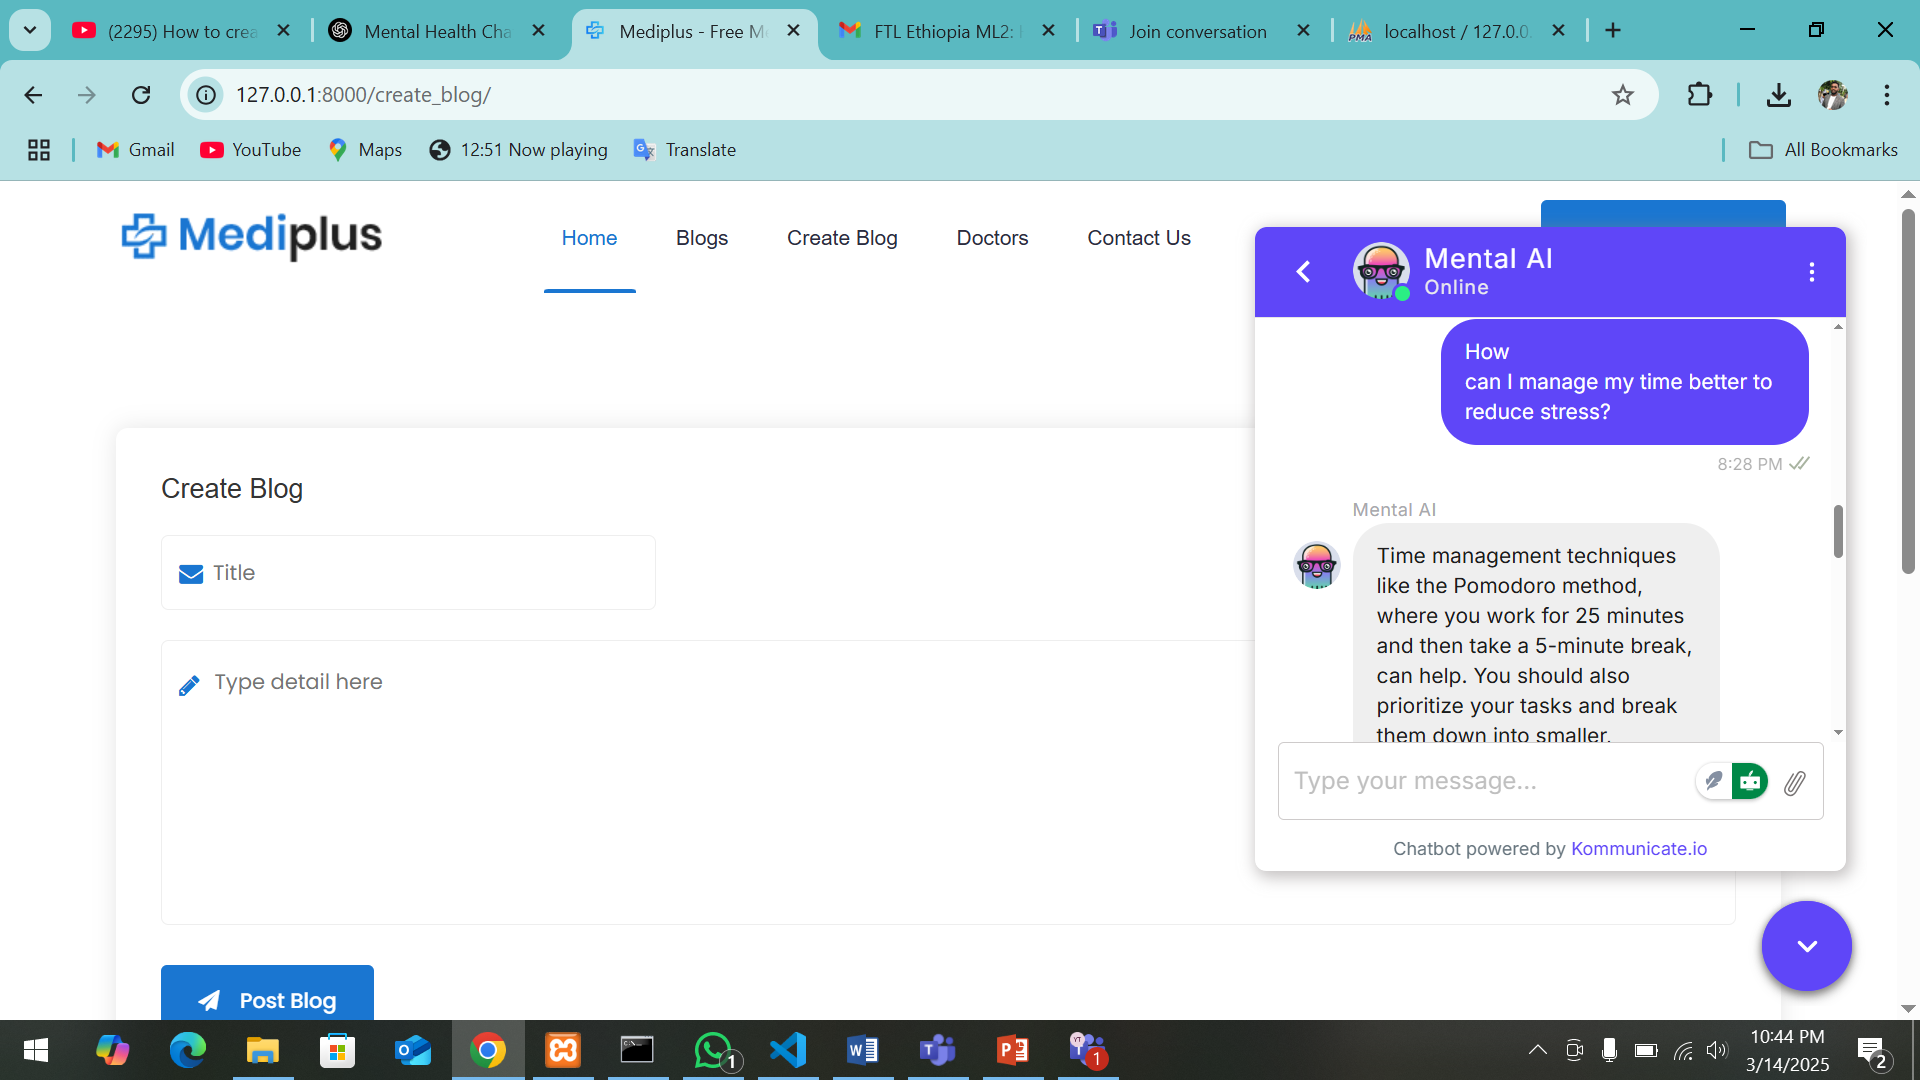 (2295) How to crea
Mental Health Cha
Mediplus - Free Me
FTL Ethiopia ML2:
Join conversation
localhost / 127.0.0.
127.0.0.1:8000/create_blog/
Gmail
YouTube
Maps
12:51 Now playing
Translate
All Bookmarks
Mediplus
Home
Blogs
Create Blog
Doctors
Contact Us
Create Blog
Title
Type detail here
Post Blog
Mental AI
Online
How
can I manage my time better to
reduce stress?
8:28 PM
Mental AI
Time management techniques
like the Pomodoro method,
where you work for 25 minutes
and then take a 5-minute break,
can help. You should also
prioritize your tasks and break
them down into smaller,
Type your message...
Chatbot powered by Kommunicate.io
1
1
10:44 PM
3/14/2025
2